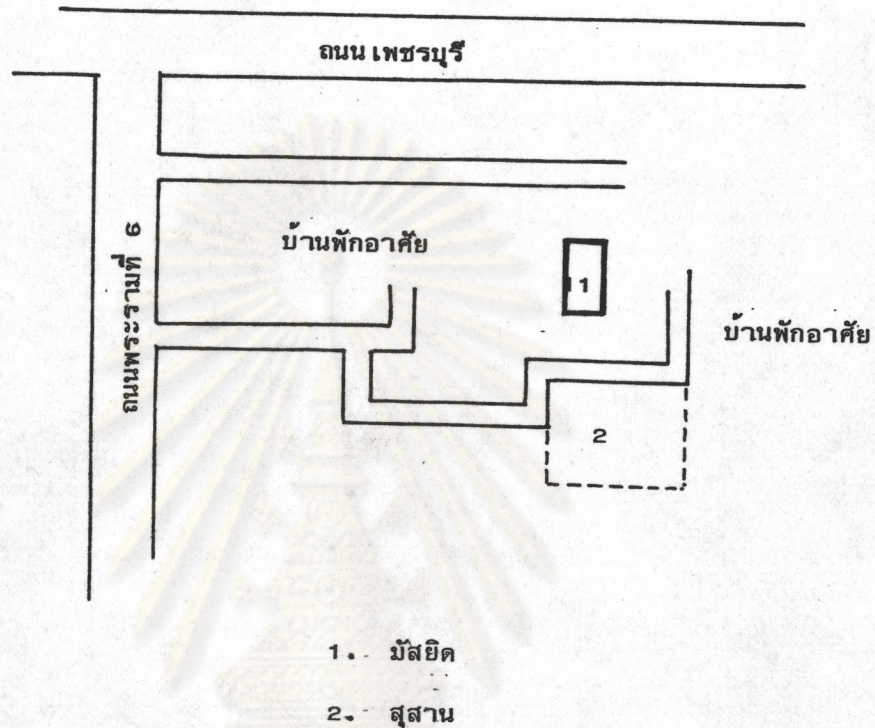 ถนนเพชรบุรี
ถนนพระรามที่ ๖
บ้านพักอาศัย
1
บ้านพักอาศัย
2
1. มัสยิด
2. สุสาน